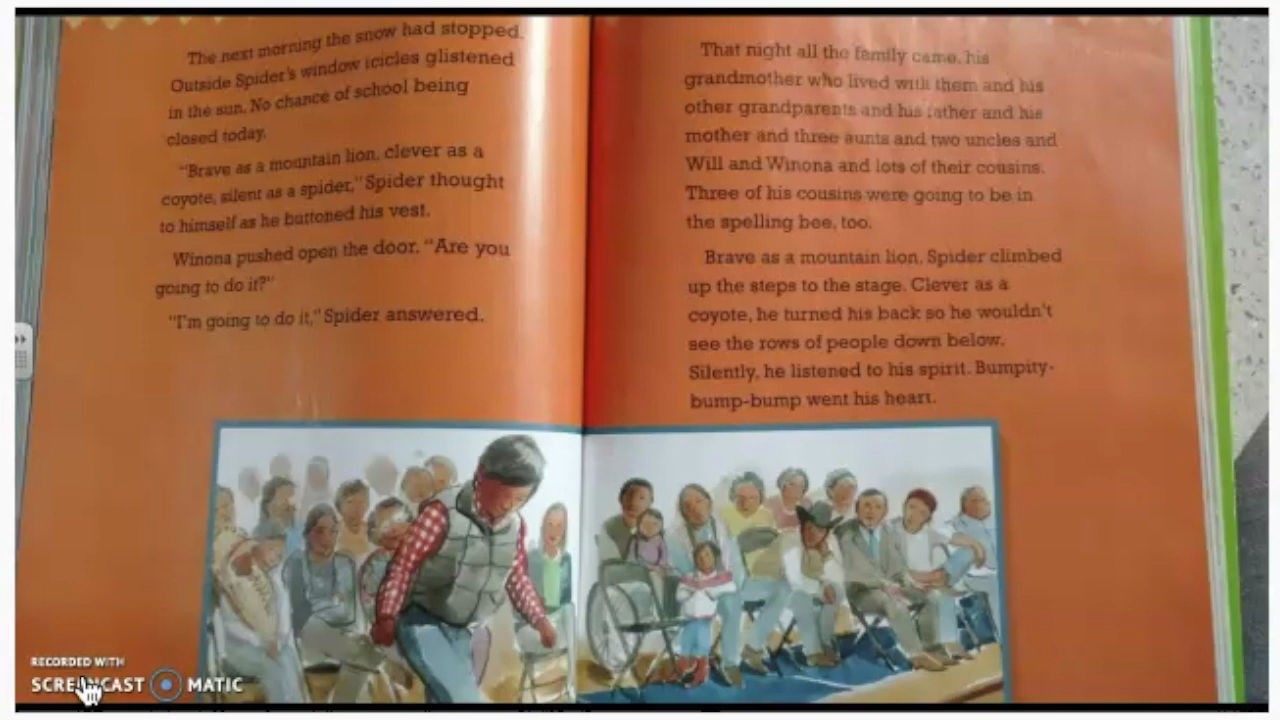 The next morning the snow had stopped.
Outside Spider's window icicles glistened
in the sun. No chance of school being
closed today.
"Brave as a mountain lion, clever as a
coyote, silent as a spider," Spider thought
to himself as he buttoned his vest.
Winona pushed open the door. "Are you
going to do it?"
"I'm going to do it," Spider answered.
That night all the family came, his
grandmother who lived with them and his
other grandparents and his father and his
mother and three aunts and two uncles and
Will and Winona and lots of their cousins.
Three of his cousins were going to be in
the spelling bee, too.
Brave as a mountain lion, Spider climbed
up the steps to the stage. Clever as a
coyote, he turned his back so he wouldn't
see the rows of people down below.
Silently, he listened to his spirit. Bumpity-
bump-bump went his heart.
RECORDED WITH
SCREENCAST MATIC